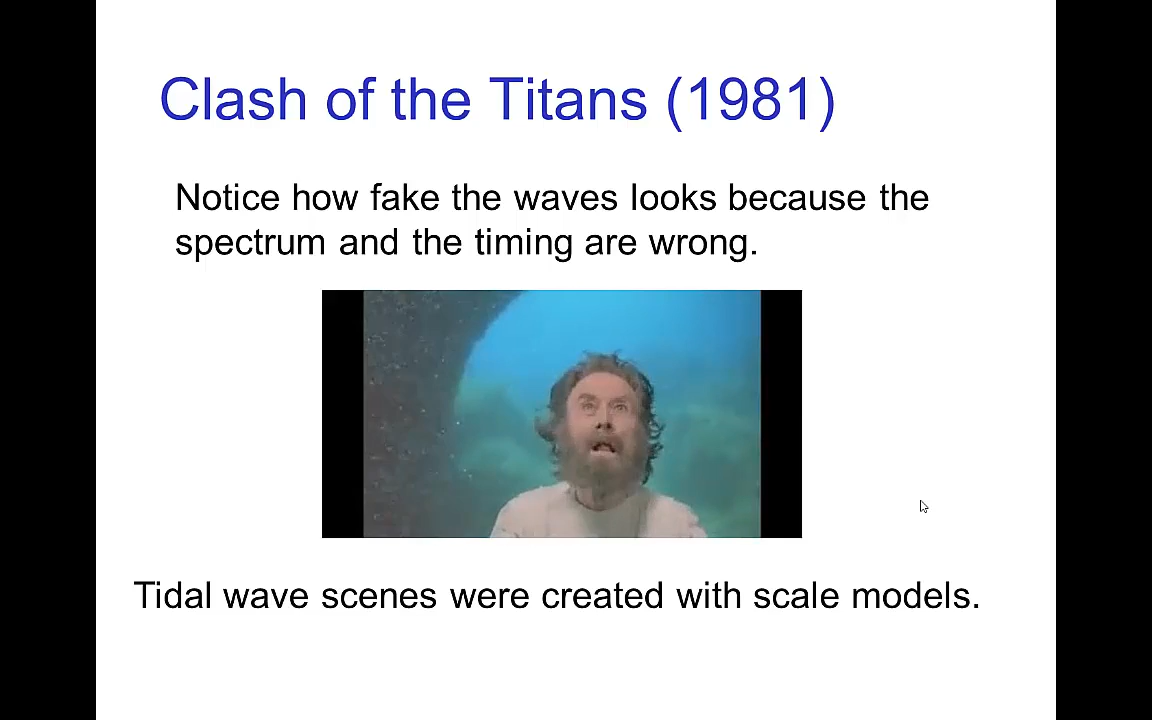 Clash of the Titans (1981)
Notice how fake the waves looks because the
spectrum and the timing are wrong.
Tidal wave scenes were created with scale models.